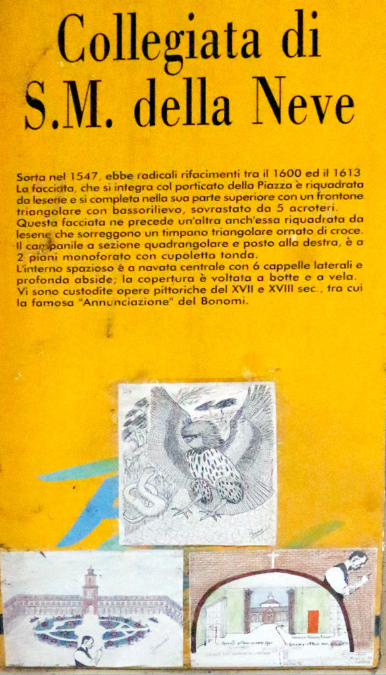 Collegiata di
S.M. della Neve
Sorta nel 1547, ebbe radicali rifacimenti tra il 1600 ed il 1613
La facciata, che si integra col porticato della Piazza è riquadrata
da lesene e si completa nella sua parte superiore con un frontone
triangolare con bassorilievo, sovrastato da 5 acroteri.
Questa facciata ne precede un'altra anch'essa riquadrata da
lesene che sorreggono un timpano triangolare ornato di croce.
Il campanile a sezione quadrangolare e posto alla destra, è a
2 piani monoforato con cupoletta tonda.
L'interno spazioso è a navata centrale con 6 cappelle laterali e
profonda abside; la copertura è voltata a botte e a vela.
Vi sono custodite opere pittoriche del XVII e XVIII sec., tra cui
la famosa "Annunciazione" del Bonomi.